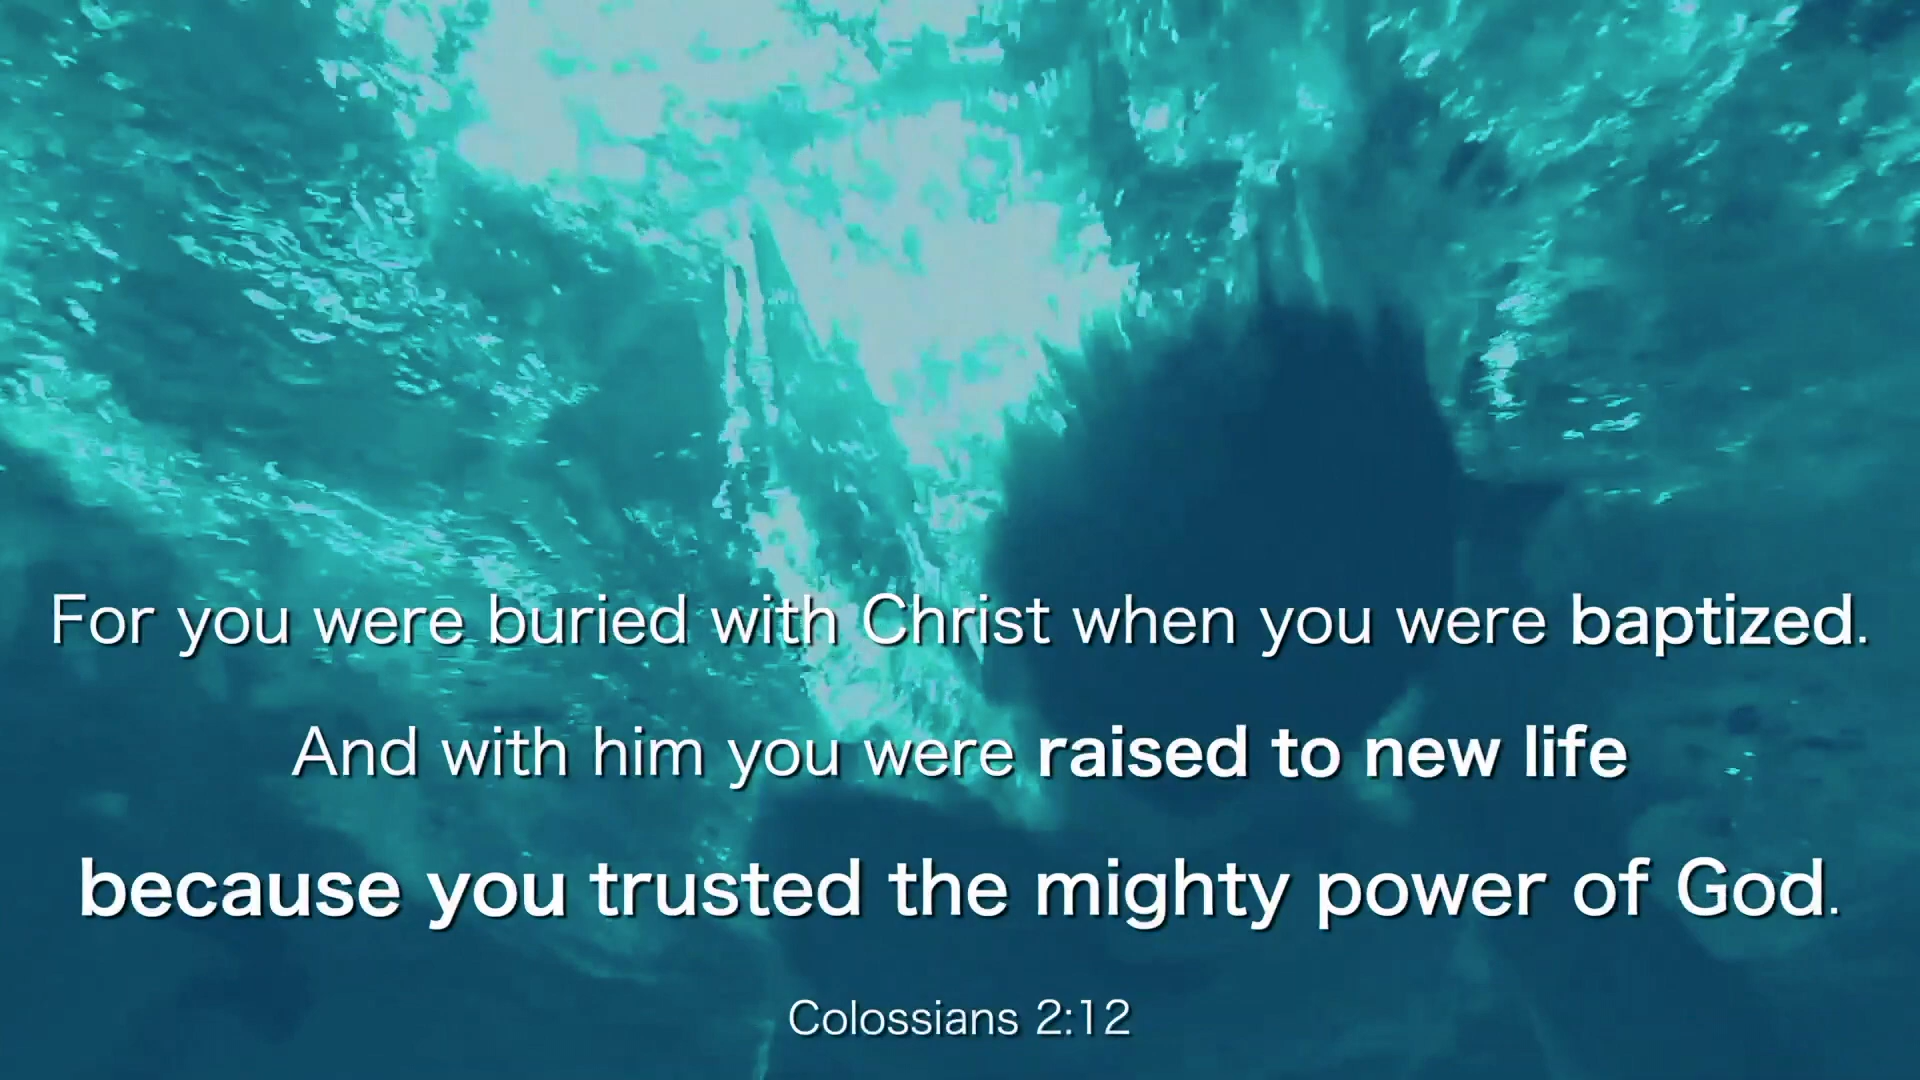 For you were buried with Christ when you were baptized.
And with him you were raised to new life
because you trusted the mighty power of God.
Colossians 2:12